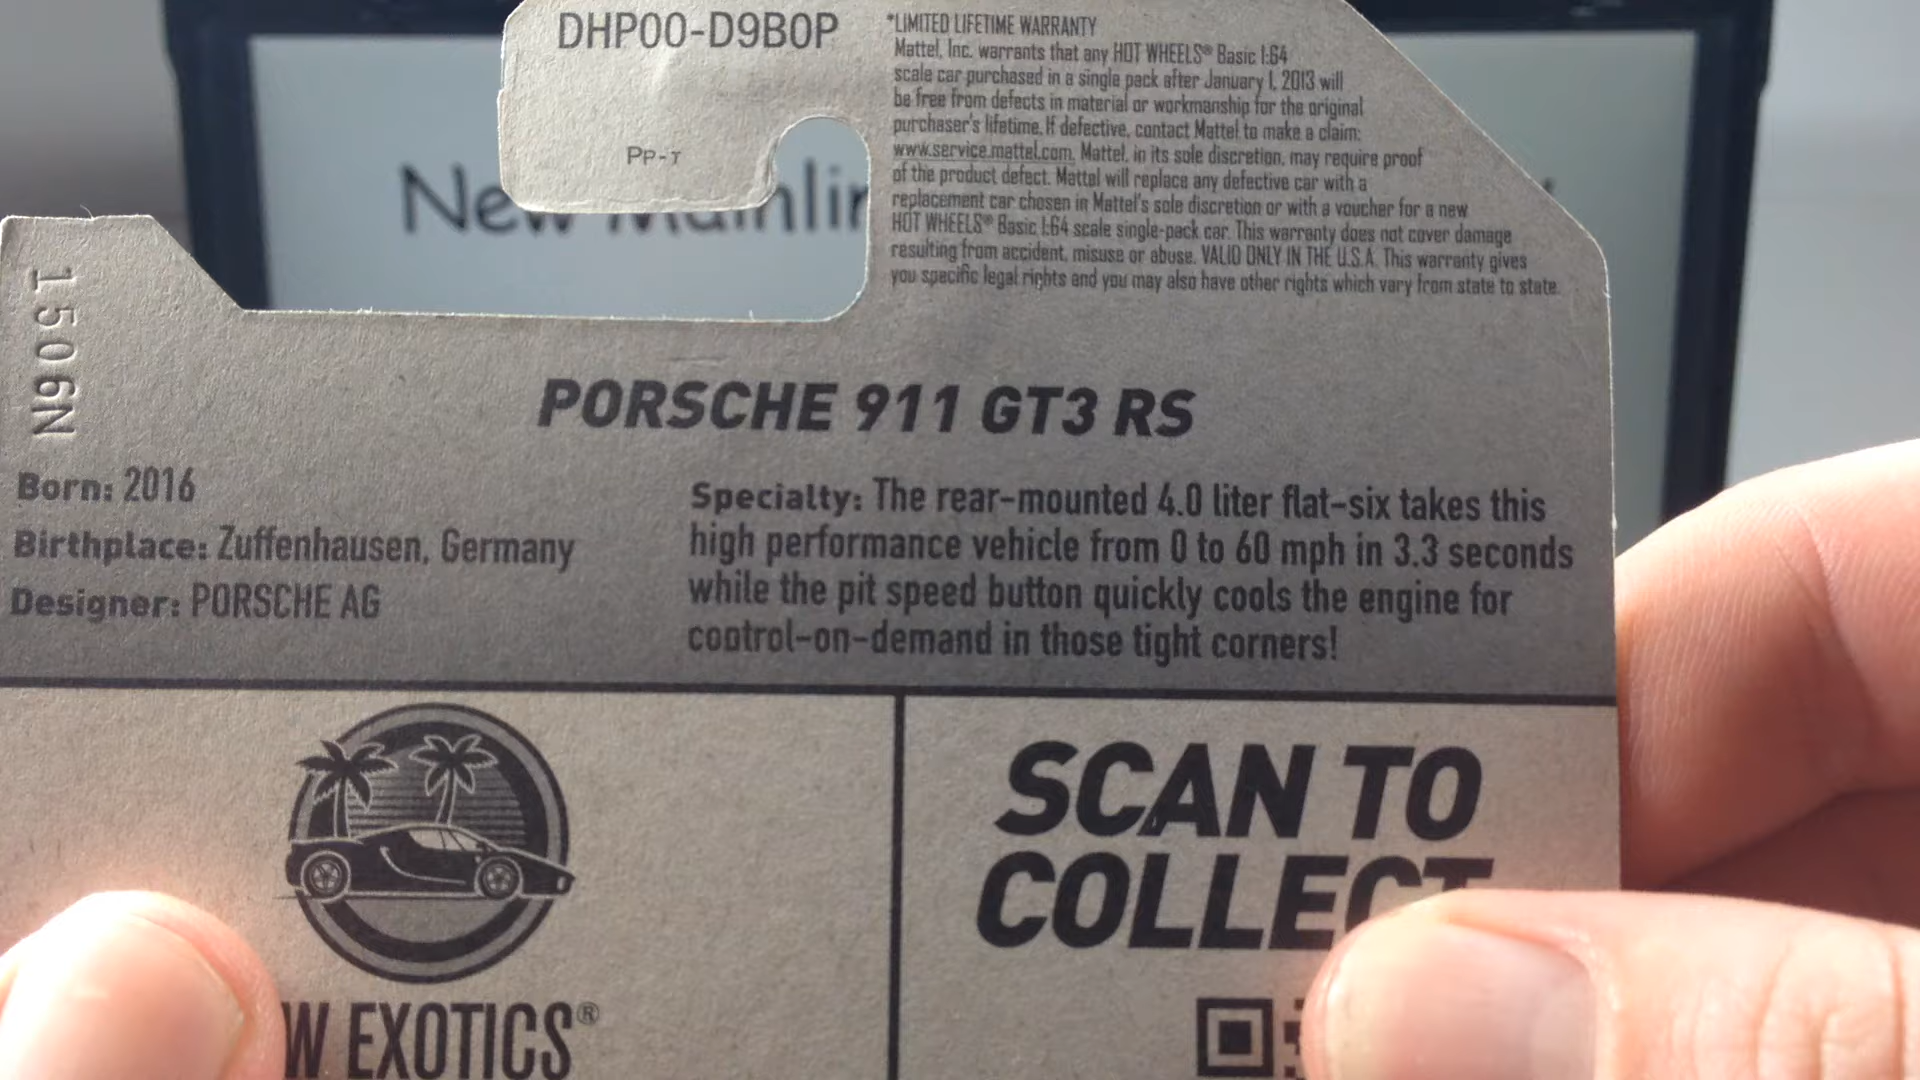 DHP00-D9B0P
PP-T
*LIMITED LIFETIME WARRANTY
Mattel, Inc. warrants that any HOT WHEELS® Basic 1:64
scale car purchased in a single pack after January 1, 2013 will
be free from defects in material or workmanship for the original
purchaser's lifetime. If defective, contact Mattel to make a claim:
www.service.mattel.com. Mattel, in its sole discretion, may require proof
of the product defect. Mattel will replace any defective car with a
replacement car chosen in Mattel's sole discretion or with a voucher for a new
HOT WHEELS® Basic 1:64 scale single-pack car. This warranty does not cover damage
resulting from accident, misuse or abuse. VALID ONLY IN THE U.S.A. This warranty gives
you specific legal rights and you may also have other rights which vary from state to state.
New
1506N
PORSCHE 911 GT3 RS
Born: 2016
Birthplace: Zuffenhausen, Germany
Designer: PORSCHE AG
Specialty: The rear-mounted 4.0 liter flat-six takes this
high performance vehicle from 0 to 60 mph in 3.3 seconds
while the pit speed button quickly cools the engine for
control-on-demand in those tight corners!
SCAN TO
COLLECT
W EXOTICS®